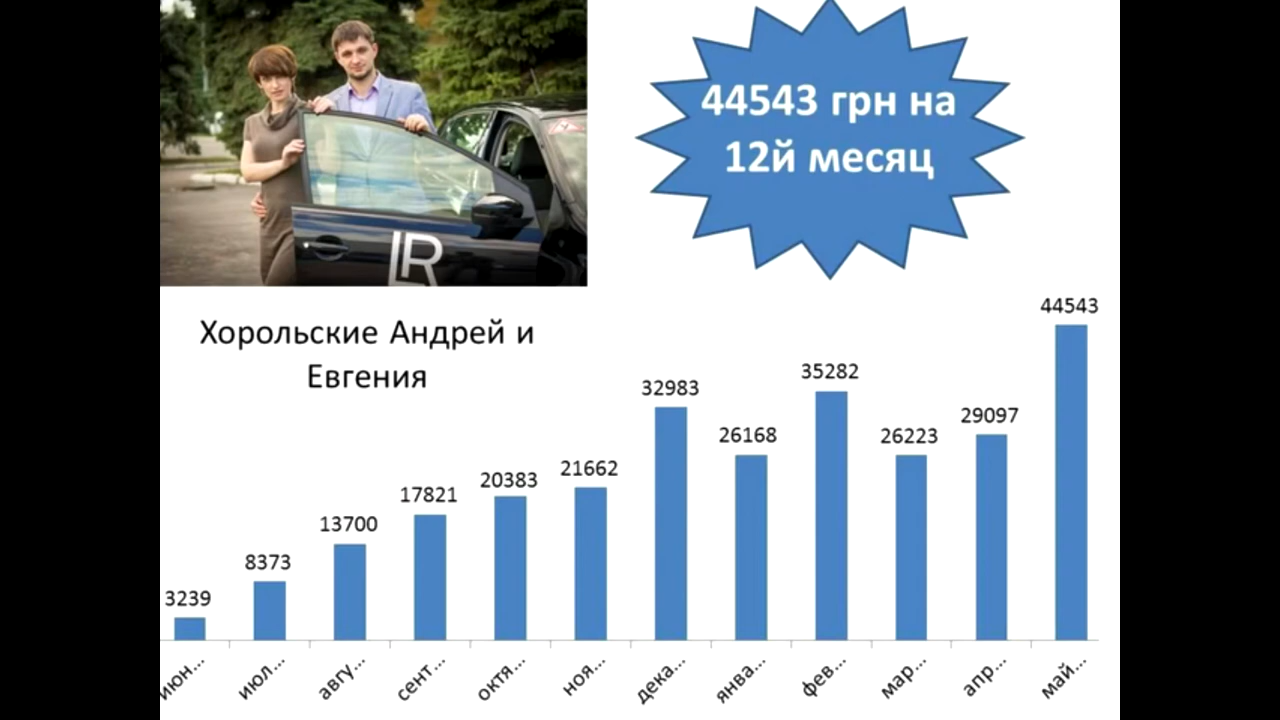 44543 грн на
12й месяц
LR
Хорольские Андрей и
Евгения
44543
35282
32983
29097
26168
26223
21662
20383
17821
13700
8373
3239
июн...
июл...
авгу...
сент...
октя...
ноя...
дека...
янва...
фев...
мар...
апр...
май...